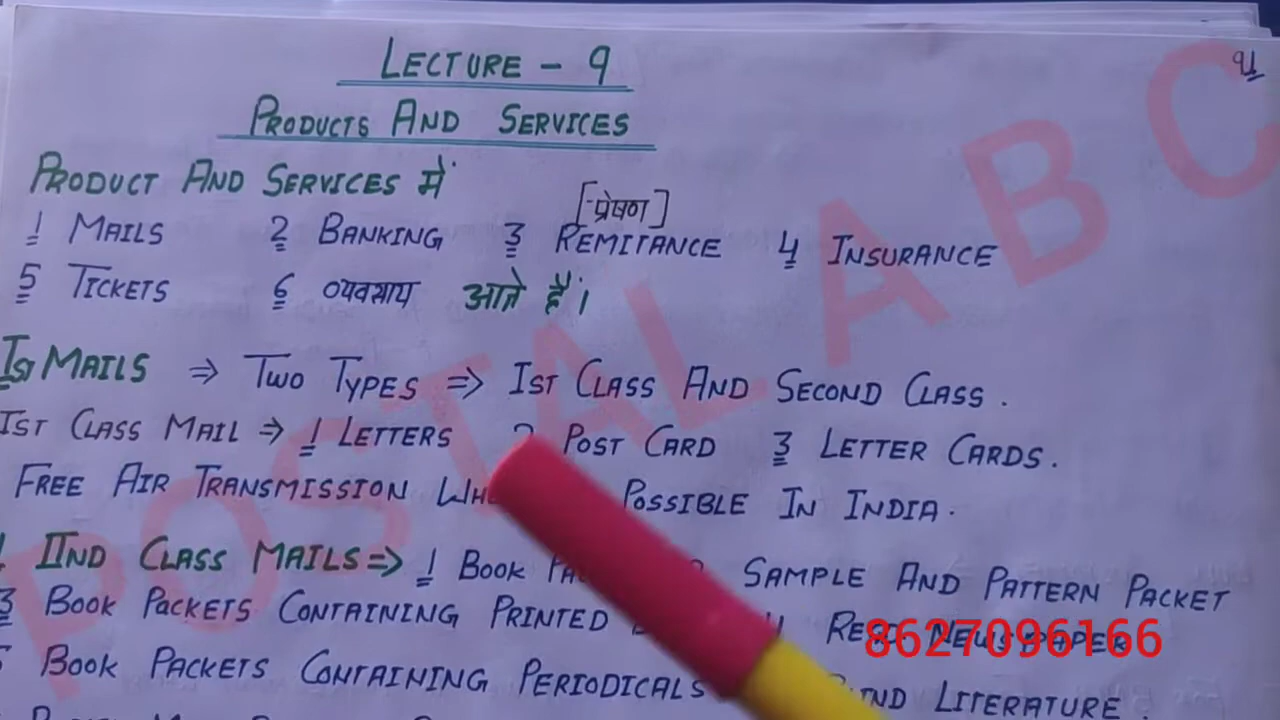 LECTURE - 9
५
PRODUCTS AND SERVICES
PRODUCT AND SERVICES में
[प्रेषण]
1 MAILS 2 BANKING 3 REMITANCE 4 INSURANCE
5 TICKETS 6 व्यवसाय आते हैं।
MAILS ⇒ TWO TYPES ⇒ IST CLASS AND SECOND CLASS.
IST CLASS MAIL ⇒ 1 LETTERS 2 POST CARD 3 LETTER CARDS.
FREE AIR TRANSMISSION POSSIBLE IN INDIA.
IIND CLASS MAILS ⇒ 1 BOOK SAMPLE AND PATTERN PACKET
3 BOOK PACKETS CONTAINING PRINTED 4 NEWSPAPER
BOOK PACKETS CONTAINING PERIODICALS LITERATURE.
8627096166
POSTAL ABC